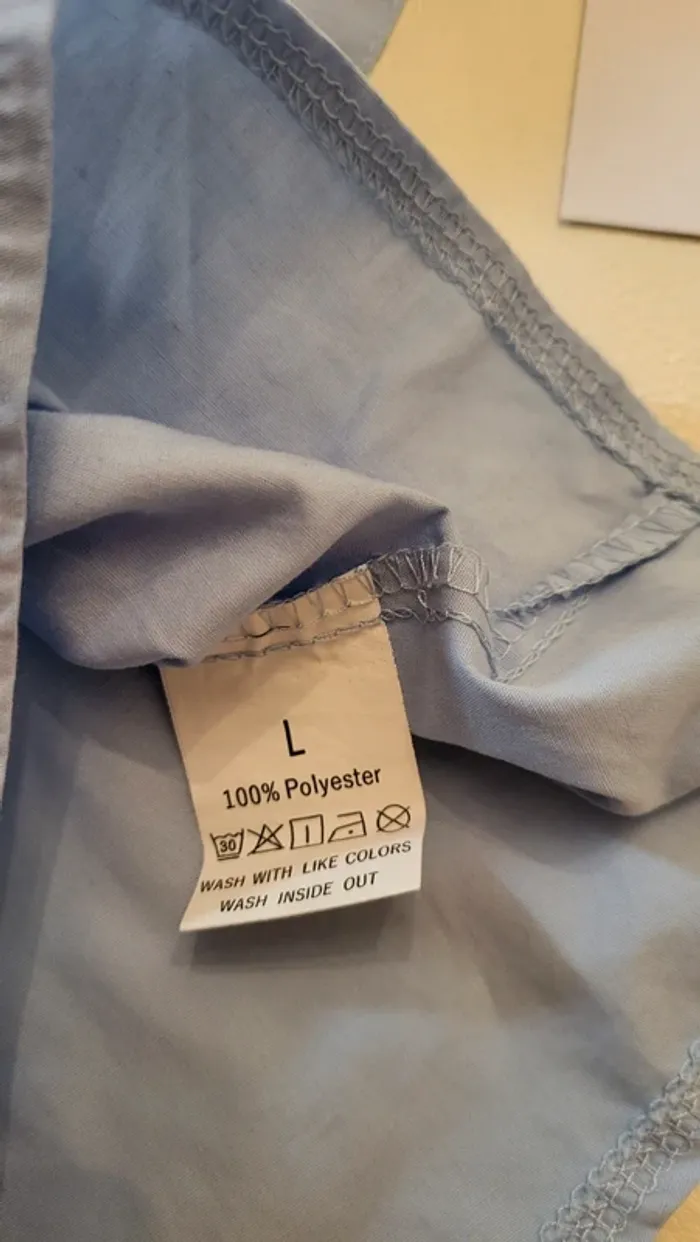 L
100% Polyester
30
WASH WITH LIKE COLORS
WASH INSIDE OUT